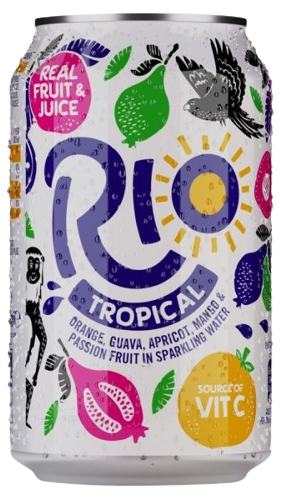 REAL
FRUIT &
JUICE
RIO
TROPICAL
ORANGE, GUAVA, APRICOT, MANGO &
PASSION FRUIT IN SPARKLING WATER
SOURCE OF
VIT C